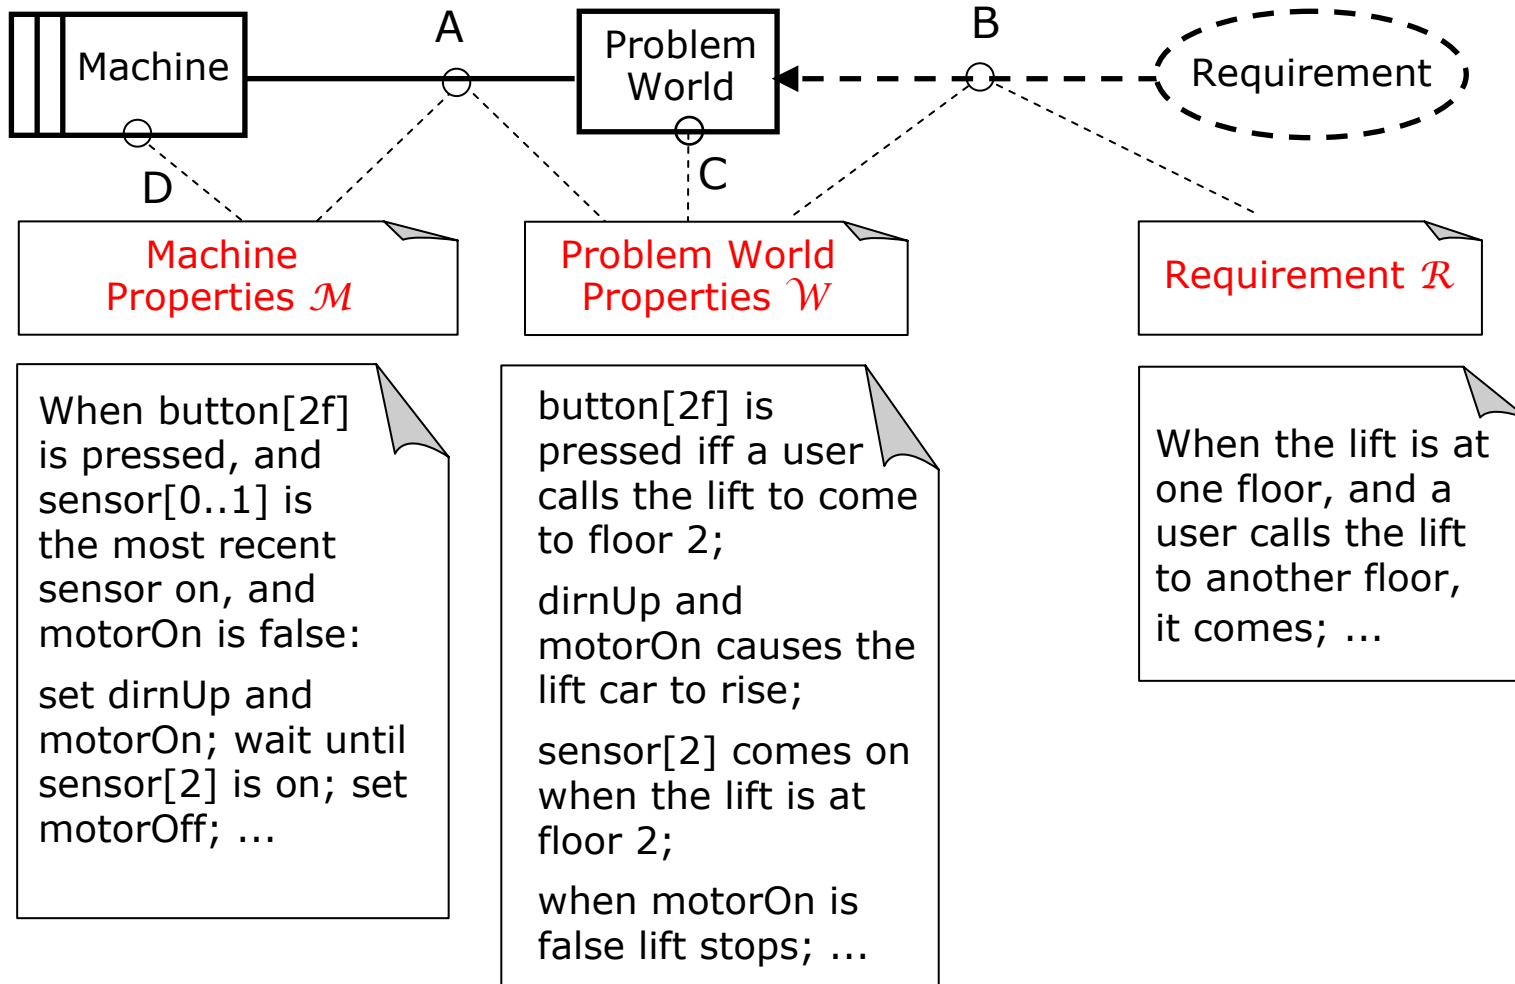 A
B
Machine
Problem
World
Requirement
D
C
Machine
Properties ℳ
Problem World
Properties 𝒲
Requirement ℛ
When button[2f]
is pressed, and
sensor[0..1] is
the most recent
sensor on, and
motorOn is false:
set dirnUp and
motorOn; wait until
sensor[2] is on; set
motorOff; ...
button[2f] is
pressed iff a user
calls the lift to come
to floor 2;
dirnUp and
motorOn causes the
lift car to rise;
sensor[2] comes on
when the lift is at
floor 2;
when motorOn is
false lift stops; ...
When the lift is at
one floor, and a
user calls the lift
to another floor,
it comes; ...